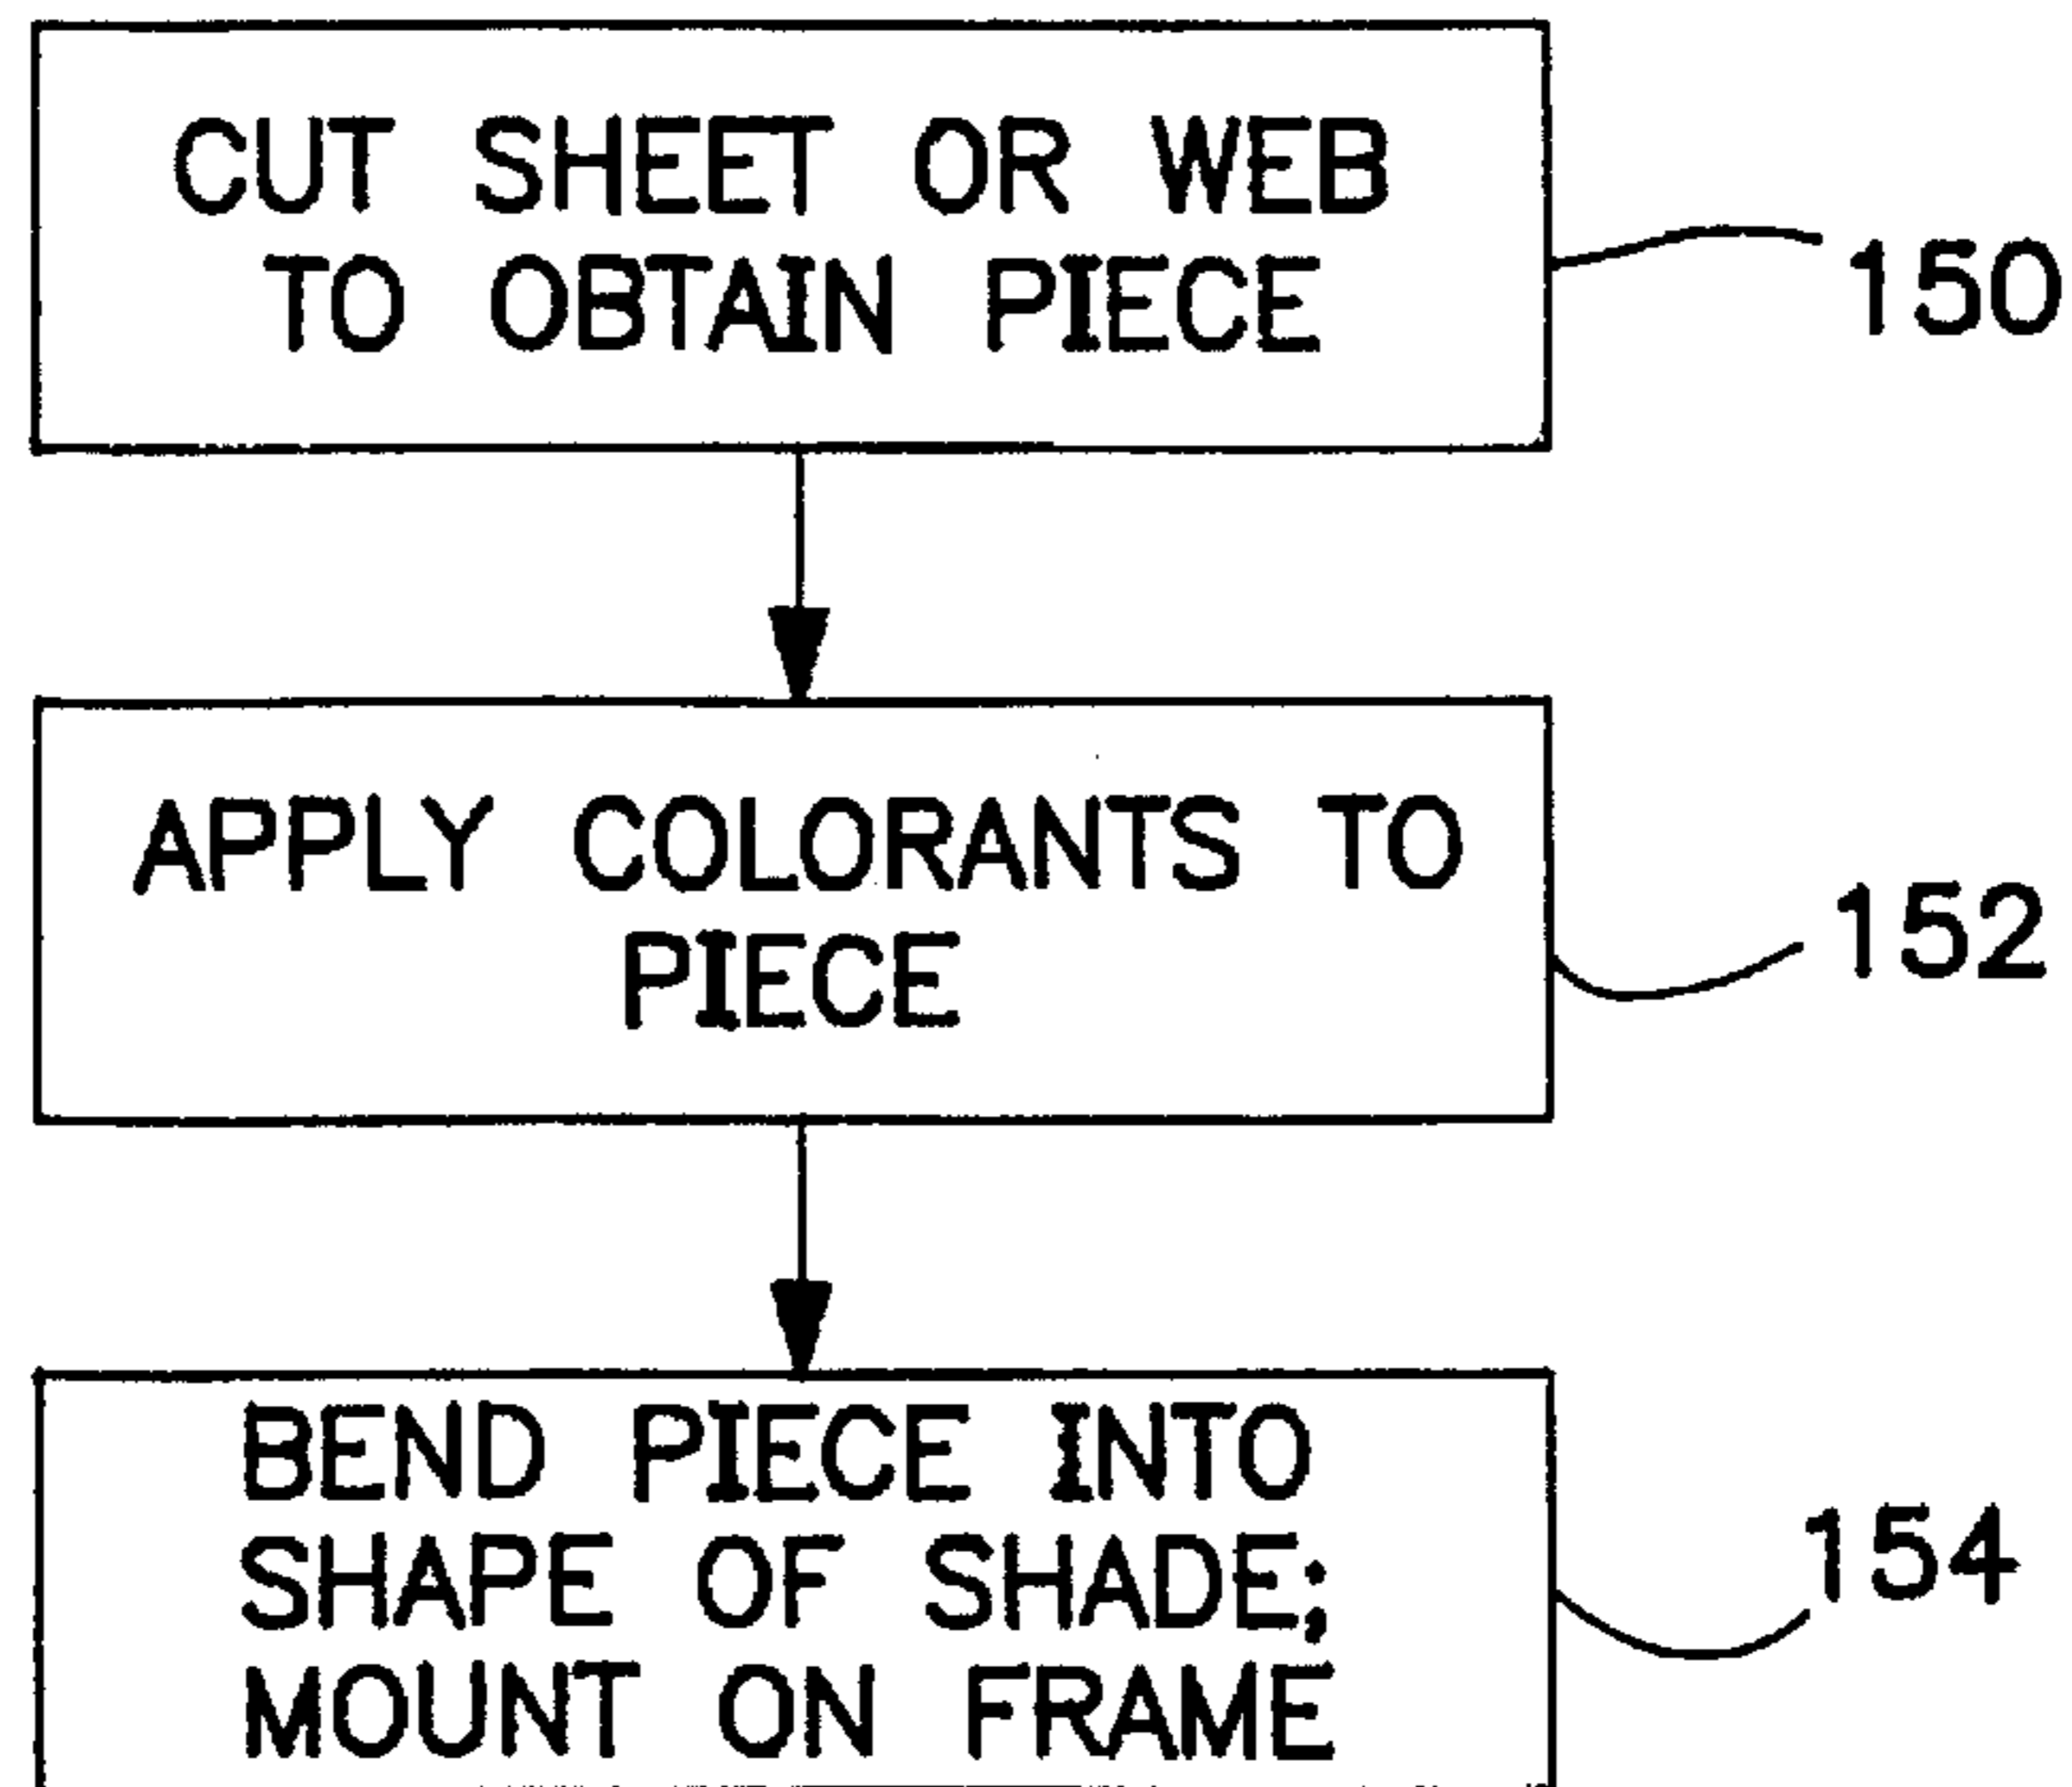 CUT SHEET OR WEB
TO OBTAIN PIECE
150
APPLY COLORANTS TO
PIECE
152
BEND PIECE INTO
SHAPE OF SHADE;
MOUNT ON FRAME
154